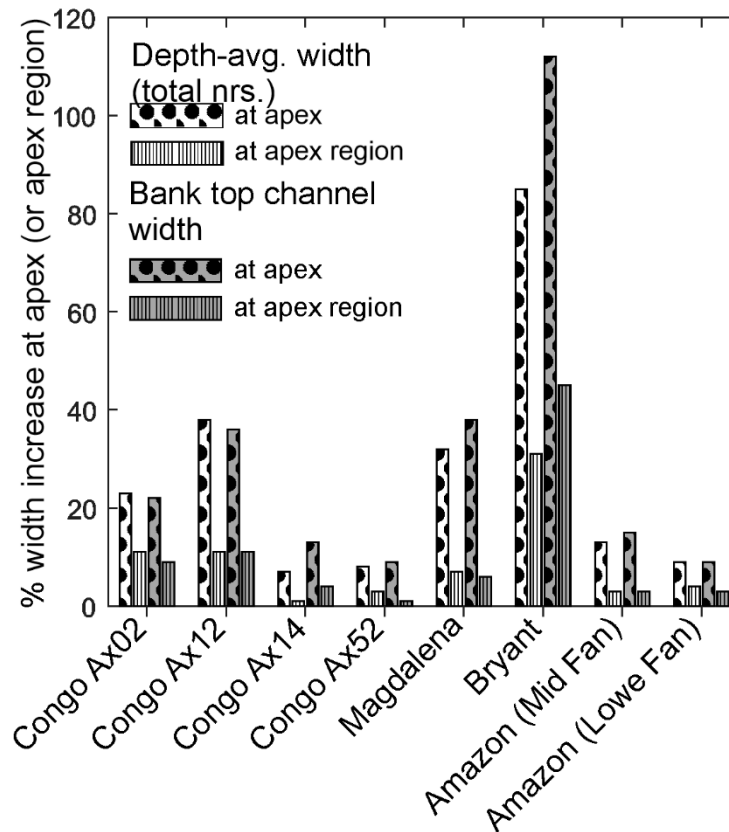 % width increase at apex (or apex region)
120
100
80
60
40
20
0
Depth-avg. width
(total nrs.)
at apex
at apex region
Bank top channel
width
at apex
at apex region
Congo Ax02
Congo Ax12
Congo Ax14
Congo Ax52
Magdalena
Bryant
Amazon (Mid Fan)
Amazon (Lowe Fan)